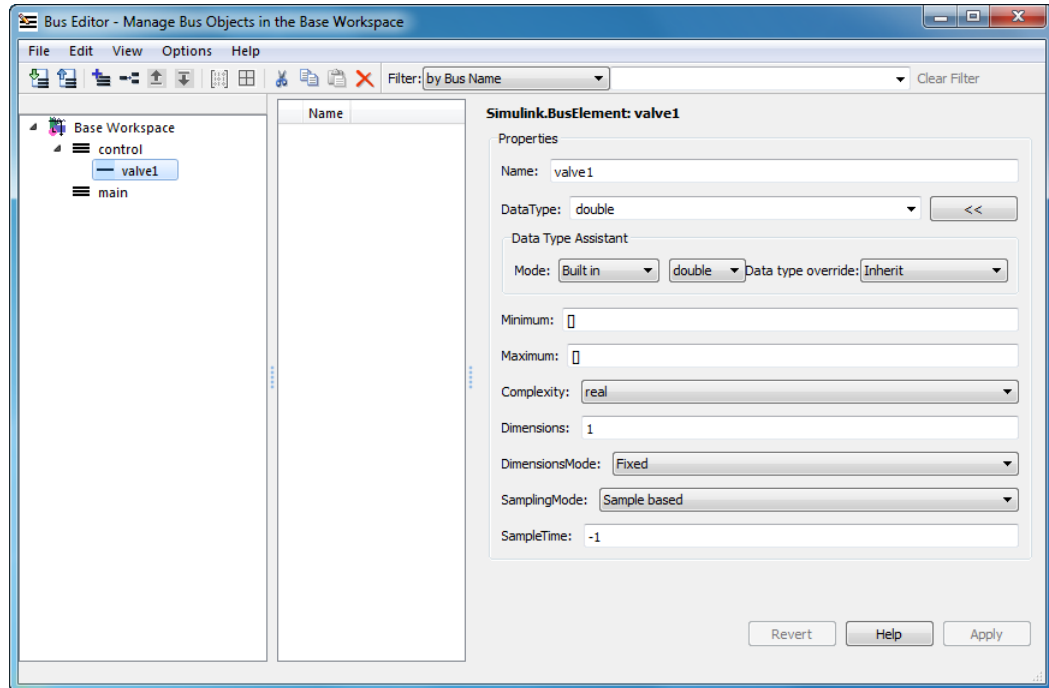 Bus Editor - Manage Bus Objects in the Base Workspace
File Edit View Options Help
Filter: by Bus Name Clear Filter
Base Workspace
control
valve1
main
Name
Simulink.BusElement: valve1
Properties
Name: valve1
DataType: double <<
Data Type Assistant
Mode: Built in double Data type override: Inherit
Minimum: []
Maximum: []
Complexity: real
Dimensions: 1
DimensionsMode: Fixed
SamplingMode: Sample based
SampleTime: -1
Revert Help Apply